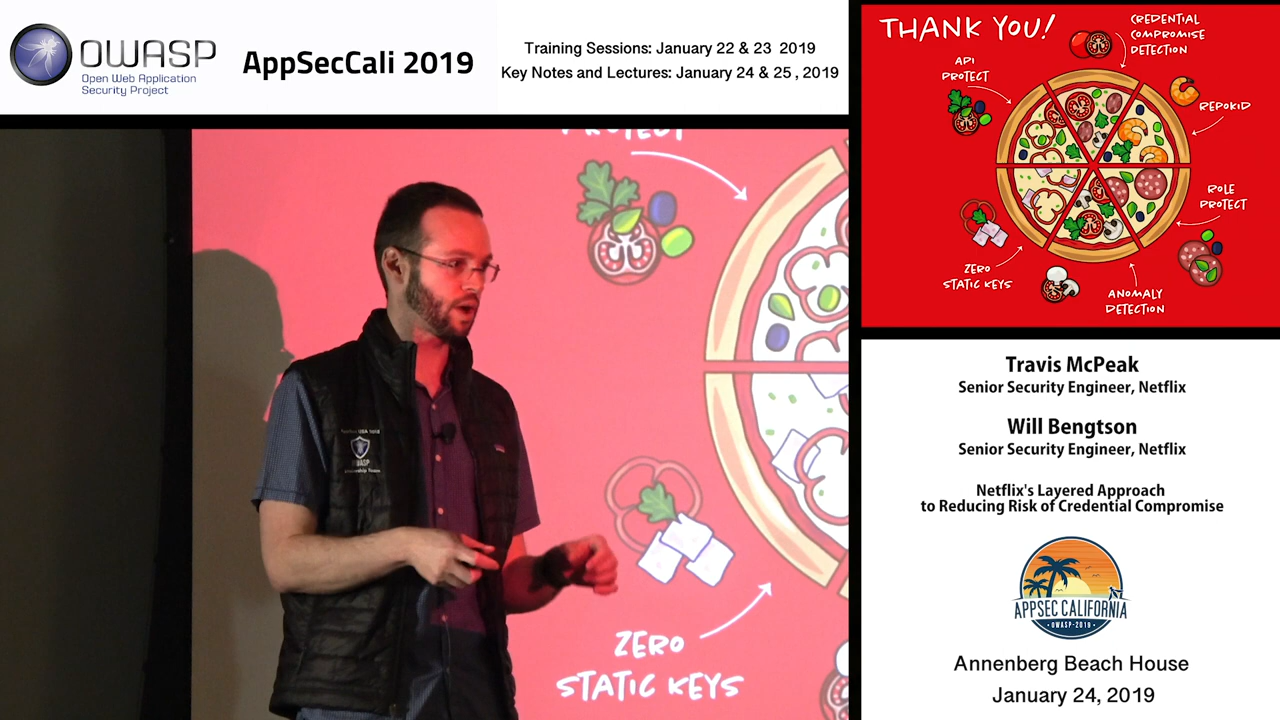 OWASP
Open Web Application
Security Project
AppSecCali 2019
Training Sessions: January 22 & 23 2019
Key Notes and Lectures: January 24 & 25, 2019
THANK YOU!
CREDENTIAL
COMPROMISE
DETECTION
API
PROTECT
REPOKID
ROLE
PROTECT
ZERO
STATIC KEYS
ANOMALY
DETECTION
PROTECT
OWASP
ZERO
STATIC KEYS
Travis McPeak
Senior Security Engineer, Netflix
Will Bengtson
Senior Security Engineer, Netflix
Netflix's Layered Approach
to Reducing Risk of Credential Compromise
APPSEC CALIFORNIA
OWASP-2019
Annenberg Beach House
January 24, 2019